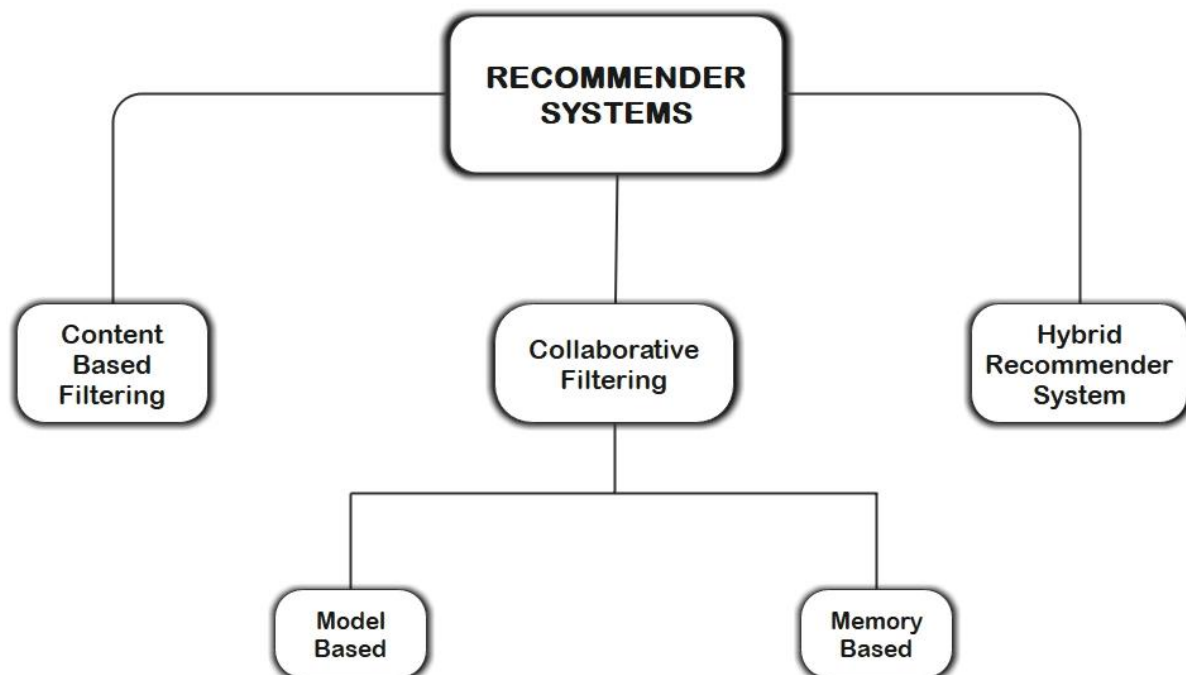 RECOMMENDER
SYSTEMS
Content
Based
Filtering
Collaborative
Filtering
Hybrid
Recommender
System
Model
Based
Memory
Based